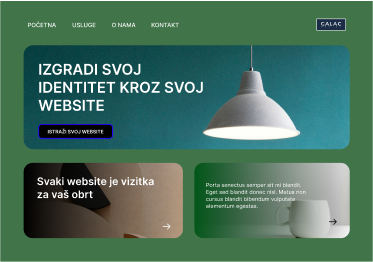 POČETNA USLUGE O NAMA KONTAKT CALAC
IZGRADI SVOJ
IDENTITET KROZ SVOJ
WEBSITE
ISTRAŽI SVOJ WEBSITE
Svaki website je vizitka
za vaš obrt
Porta senectus semper sit mi blandit.
Eget sed blandit donec nisl. Metus non
cursus blandit bibendum vulputate
elementum egestas.